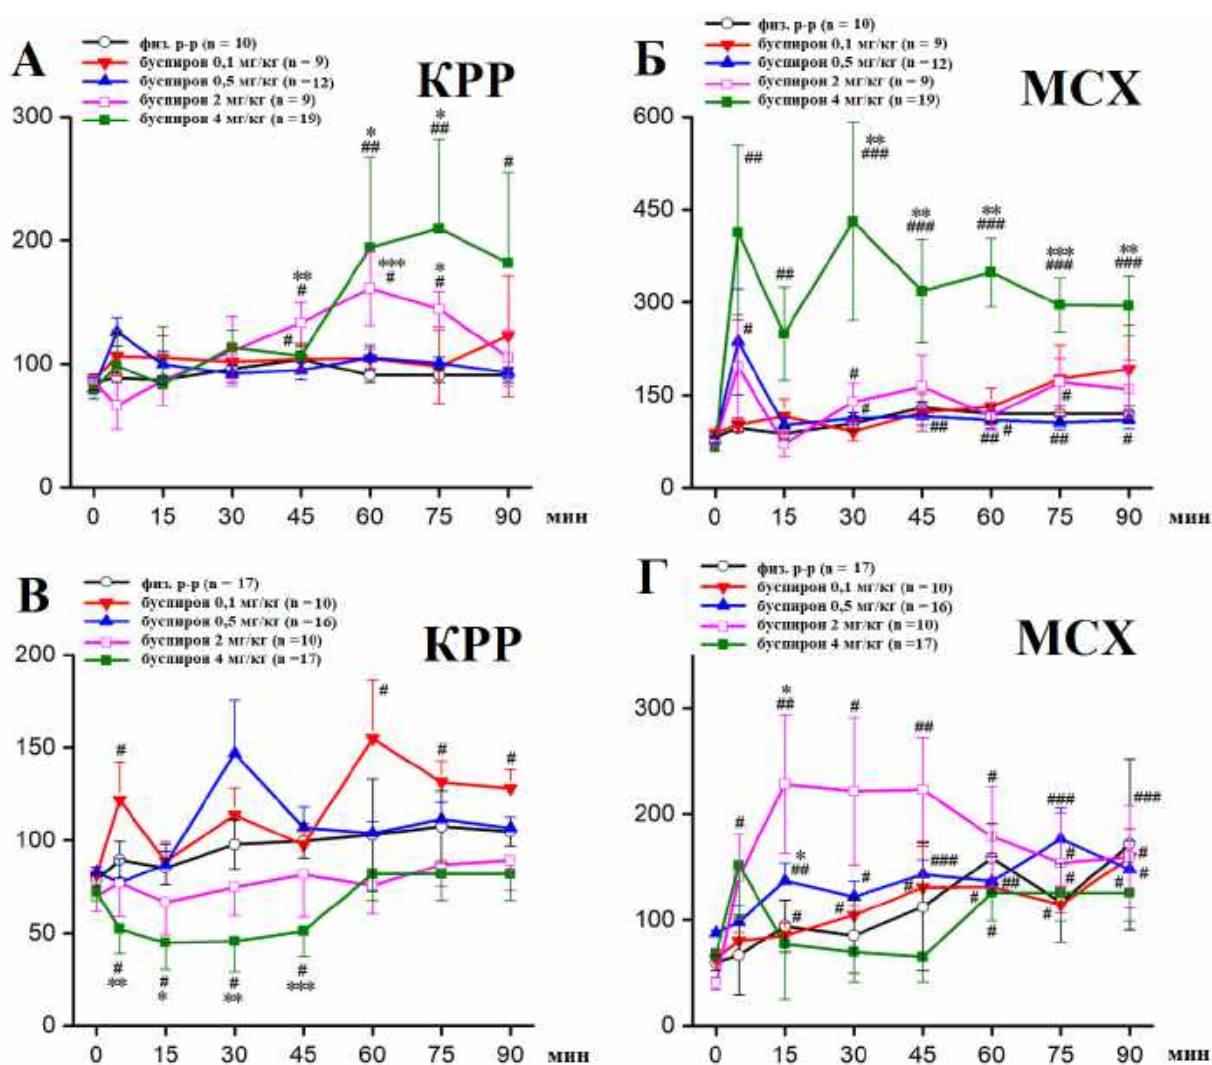 А
физ. р-р (n = 10)
буспирон 0,1 мг/кг (n = 9)
буспирон 0,5 мг/кг (n =12)
буспирон 2 мг/кг (n = 9)
буспирон 4 мг/кг (n =19)
КРР
300
200
100
0
* ## * ## #
*** # * #
** #
#
0 15 30 45 60 75 90 мин
Б
физ. р-р (n = 10)
буспирон 0,1 мг/кг (n = 9)
буспирон 0,5 мг/кг (n =12)
буспирон 2 мг/кг (n = 9)
буспирон 4 мг/кг (n =19)
МСХ
600
450
300
150
0
## ** ###
## ** ### ** ### *** ### ** ###
# # # #
## ## # ## #
0 15 30 45 60 75 90 мин
В
физ. р-р (n = 17)
буспирон 0,1 мг/кг (n = 10)
буспирон 0,5 мг/кг (n =16)
буспирон 2 мг/кг (n =10)
буспирон 4 мг/кг (n =17)
КРР
200
150
100
50
0
# # # #
# ** # * # ** # ***
0 15 30 45 60 75 90 мин
Г
физ. р-р (n = 17)
буспирон 0,1 мг/кг (n = 10)
буспирон 0,5 мг/кг (n =16)
буспирон 2 мг/кг (n =10)
буспирон 4 мг/кг (n =17)
МСХ
300
200
100
0
* ## # ## # ### ###
# * ## # ### # #
# # # ## # #
# # # #
0 15 30 45 60 75 90 мин